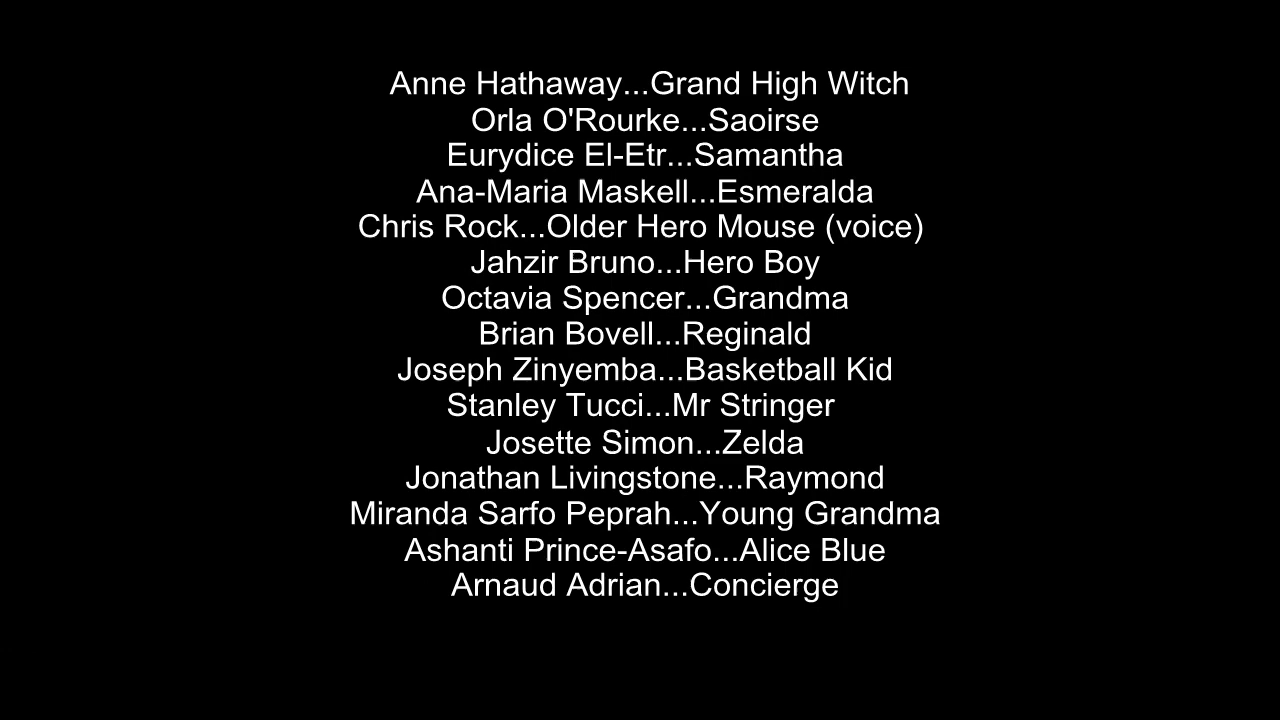 Anne Hathaway...Grand High Witch
Orla O'Rourke...Saoirse
Eurydice El-Etr...Samantha
Ana-Maria Maskell...Esmeralda
Chris Rock...Older Hero Mouse (voice)
Jahzir Bruno...Hero Boy
Octavia Spencer...Grandma
Brian Bovell...Reginald
Joseph Zinyemba...Basketball Kid
Stanley Tucci...Mr Stringer
Josette Simon...Zelda
Jonathan Livingstone...Raymond
Miranda Sarfo Peprah...Young Grandma
Ashanti Prince-Asafo...Alice Blue
Arnaud Adrian...Concierge